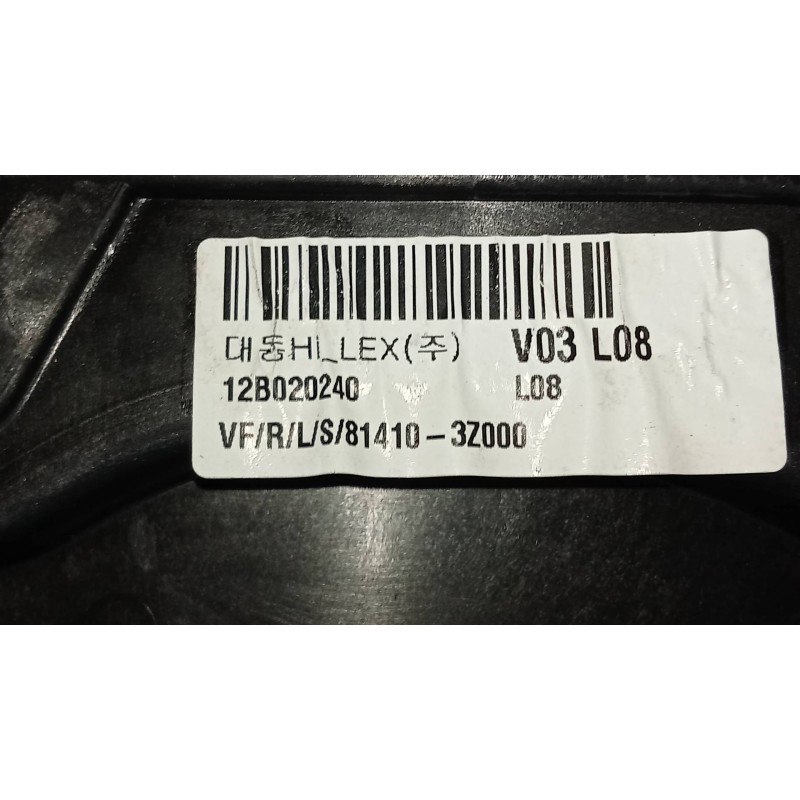 대동HI_LEX(주) V03 L08
12B020240 L08
VF/R/L/S/81410-3Z000